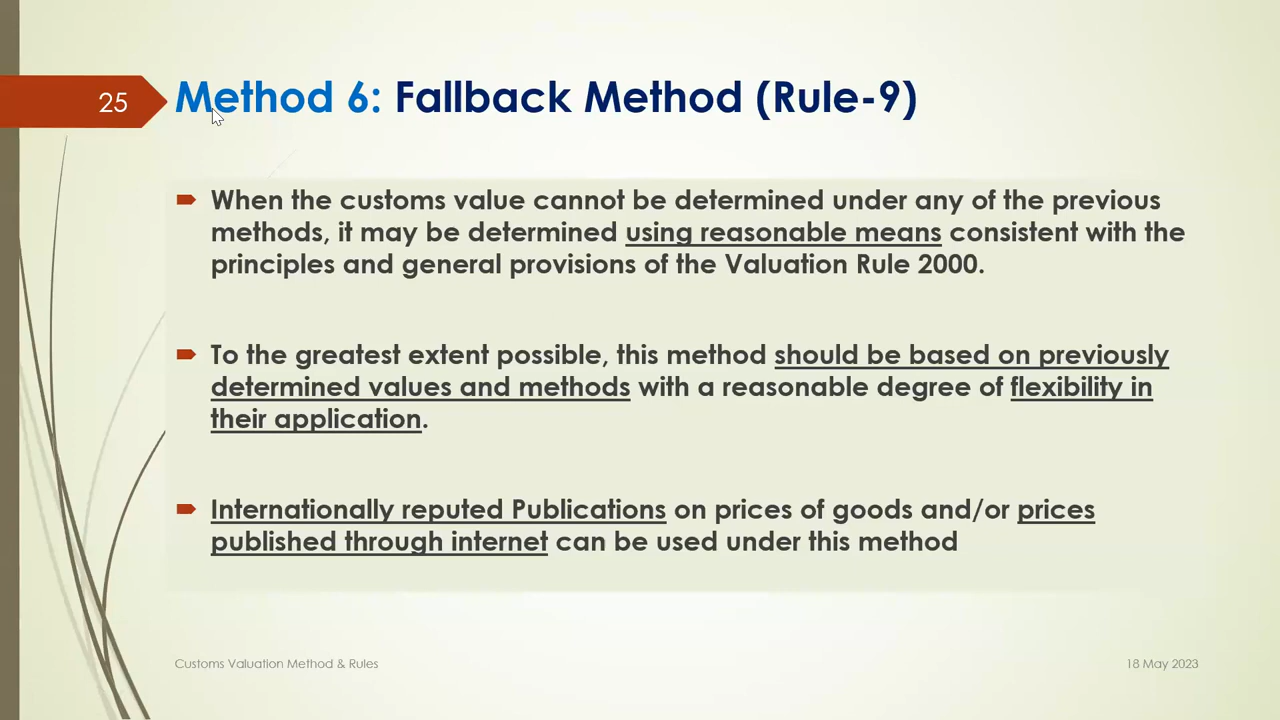 25
Method 6: Fallback Method (Rule-9)
When the customs value cannot be determined under any of the previous
methods, it may be determined using reasonable means consistent with the
principles and general provisions of the Valuation Rule 2000.
To the greatest extent possible, this method should be based on previously
determined values and methods with a reasonable degree of flexibility in
their application.
Internationally reputed Publications on prices of goods and/or prices
published through internet can be used under this method
Customs Valuation Method & Rules
18 May 2023